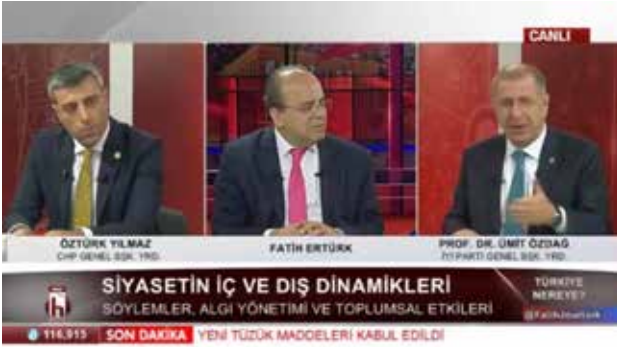 CANLI
ÖZTÜRK YILMAZ
CHP GENEL BŞK. YRD.
FATİH ERTÜRK
PROF. DR. ÜMİT ÖZDAĞ
İYİ PARTİ GENEL BŞK. YRD.
SİYASETİN İÇ VE DIŞ DİNAMİKLERİ
SÖYLEMLER, ALGI YÖNETİMİ VE TOPLUMSAL ETKİLERİ
TÜRKİYE
NEREYE?
116,915 SON DAKİKA YENİ TÜZÜK MADDELERİ KABUL EDİLDİ